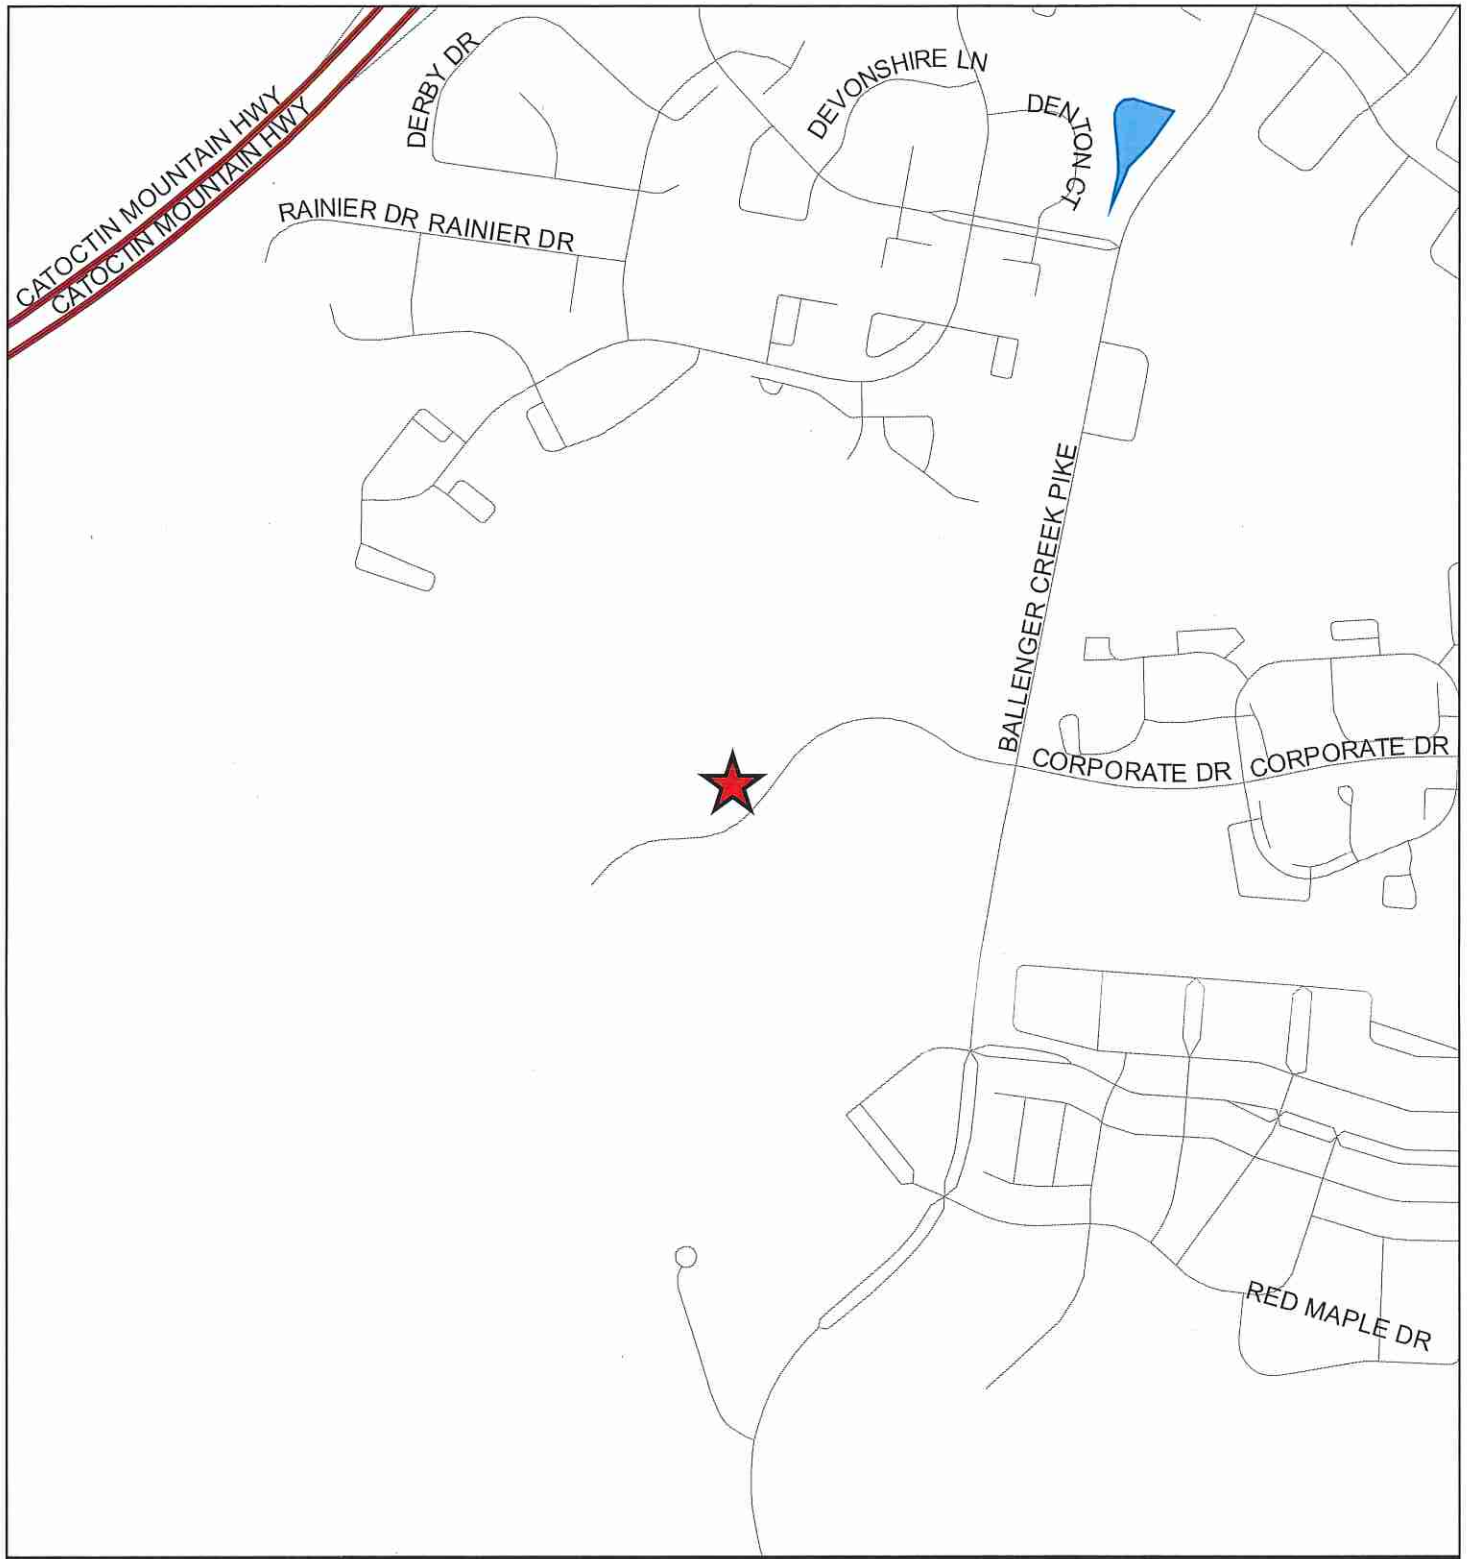 DERBY DR
DEVONSHIRE LN
DENTON CT
CATOCTIN MOUNTAIN HWY
CATOCTIN MOUNTAIN HWY
RAINIER DR RAINIER DR
BALLENGER CREEK PIKE
CORPORATE DR CORPORATE DR
RED MAPLE DR